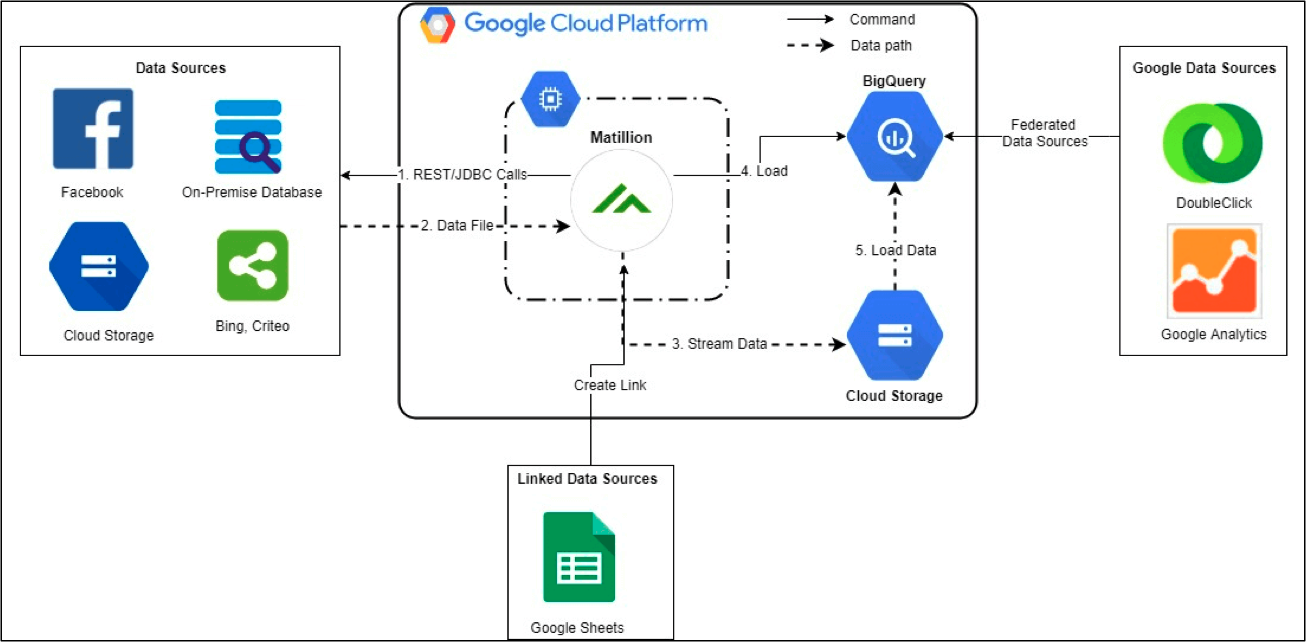 Google Cloud Platform
Command
Data path
Data Sources
Facebook
On-Premise Database
Cloud Storage
Bing, Criteo
Matillion
BigQuery
1. REST/JDBC Calls
2. Data File
3. Stream Data
4. Load
5. Load Data
Cloud Storage
Create Link
Federated
Data Sources
Google Data Sources
DoubleClick
Google Analytics
Linked Data Sources
Google Sheets